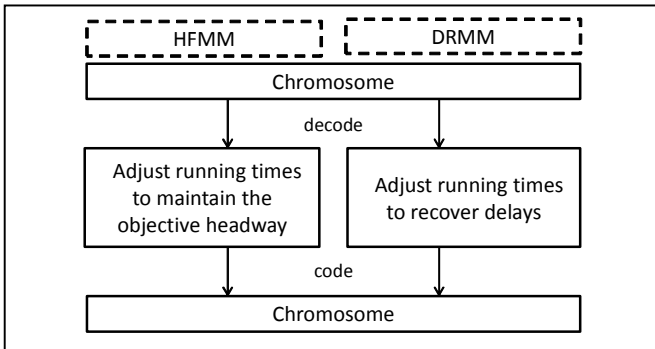 HFMM
DRMM
Chromosome
decode
Adjust running times
to maintain the
objective headway
Adjust running times
to recover delays
code
Chromosome